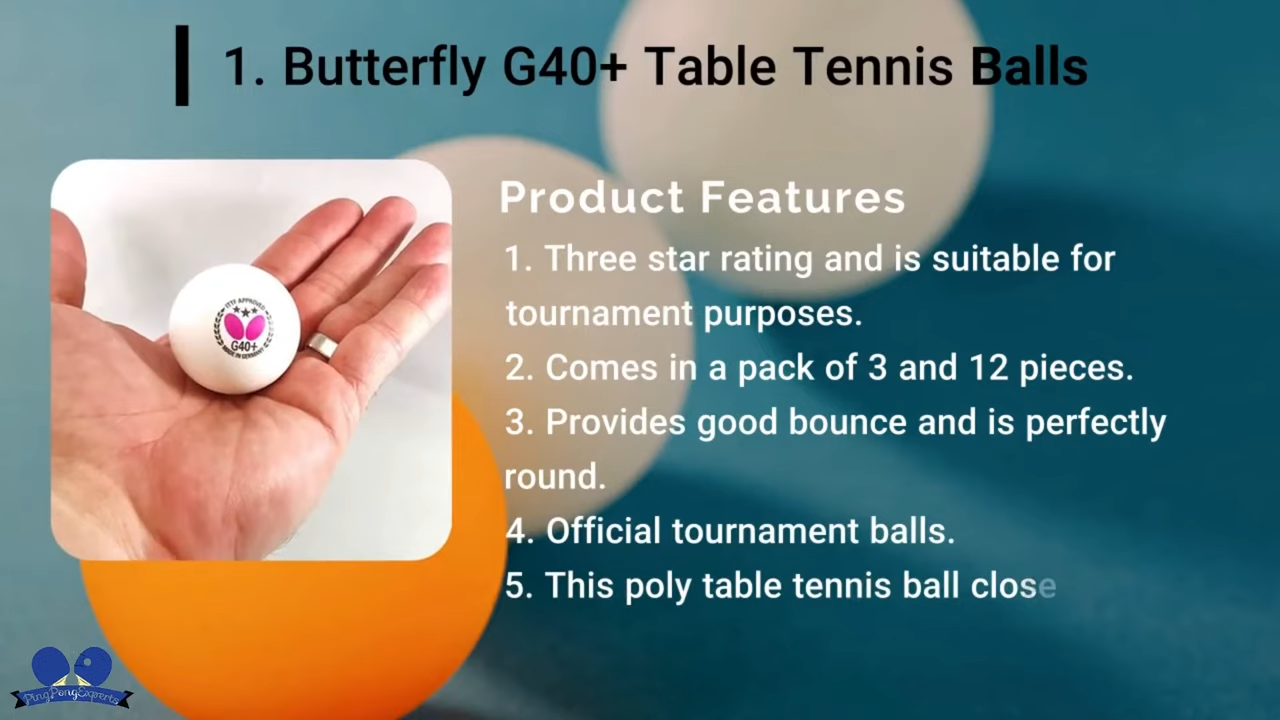 1. Butterfly G40+ Table Tennis Balls
Product Features
1. Three star rating and is suitable for
tournament purposes.
2. Comes in a pack of 3 and 12 pieces.
3. Provides good bounce and is perfectly
round.
4. Official tournament balls.
5. This poly table tennis ball close
ITTF APPROVED
G40+
MADE IN GERMANY
PingPongExperts